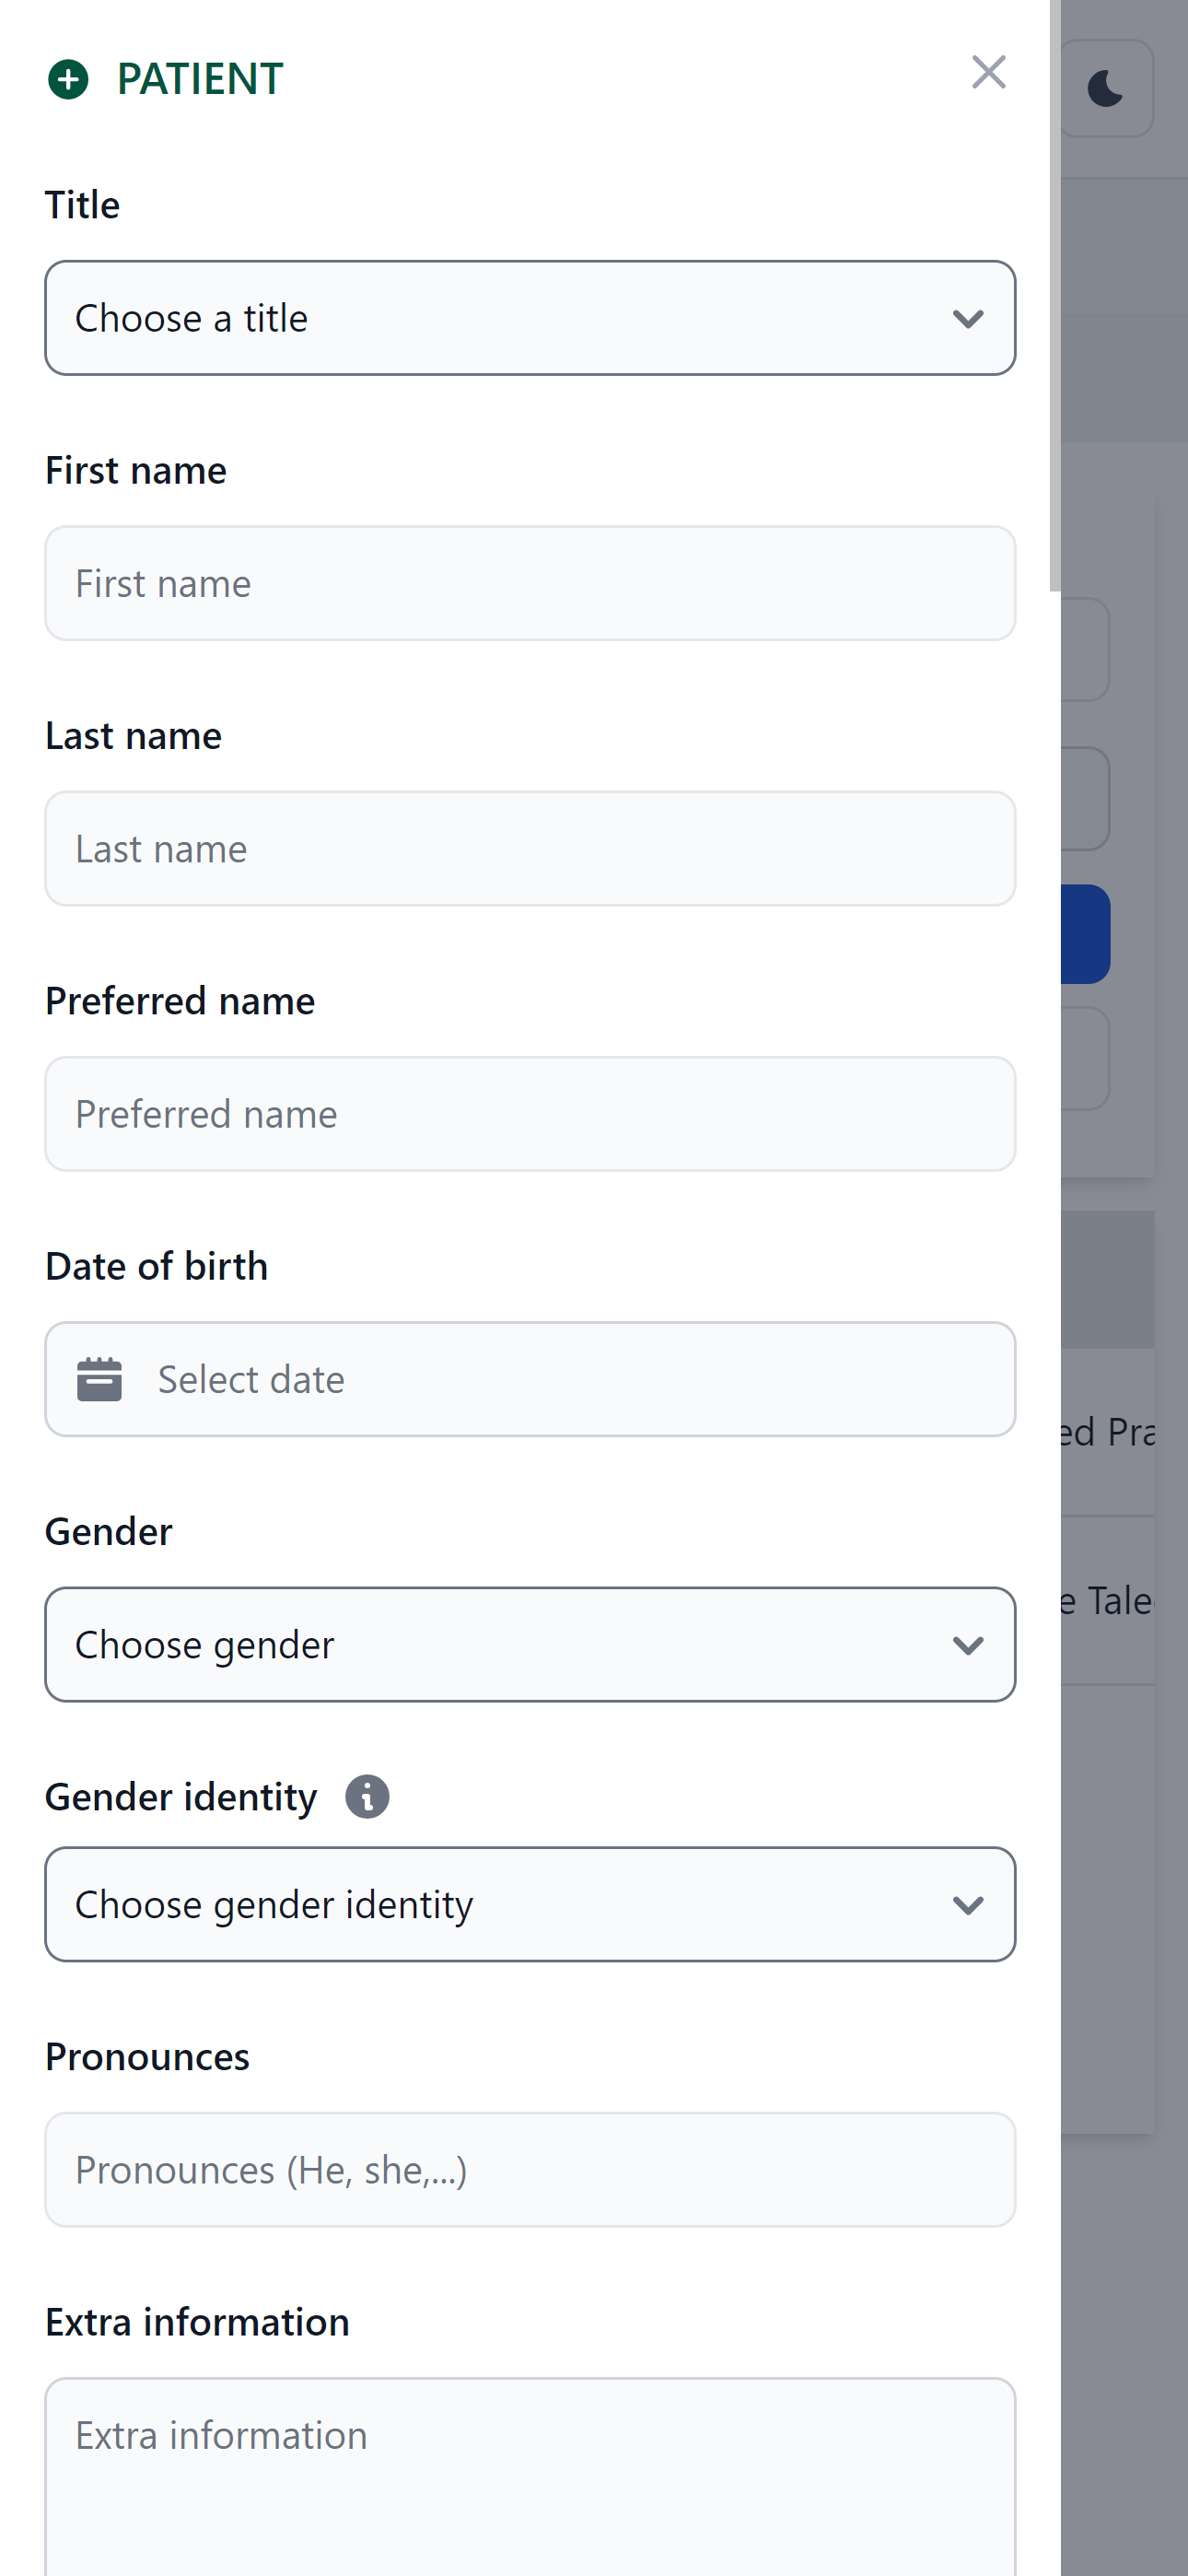 PATIENT
Title
Choose a title
First name
First name
Last name
Last name
Preferred name
Preferred name
Date of birth
Select date
ed Pra
Gender
e Tale
Choose gender
Gender identity
Choose gender identity
Pronounces
Pronounces (He, she,...)
Extra information
Extra information